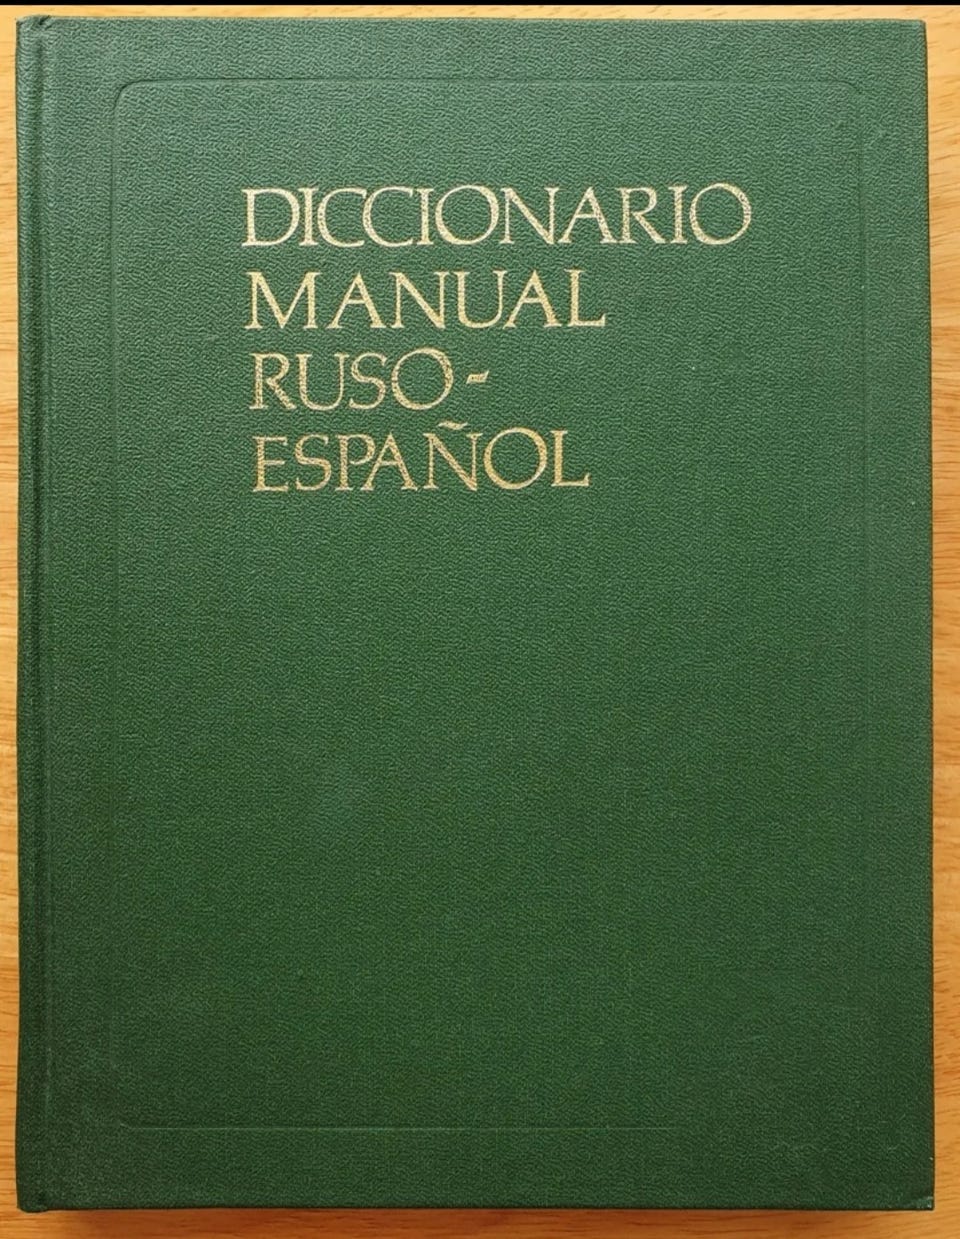 DICCIONARIO
MANUAL
RUSO-
ESPAÑOL